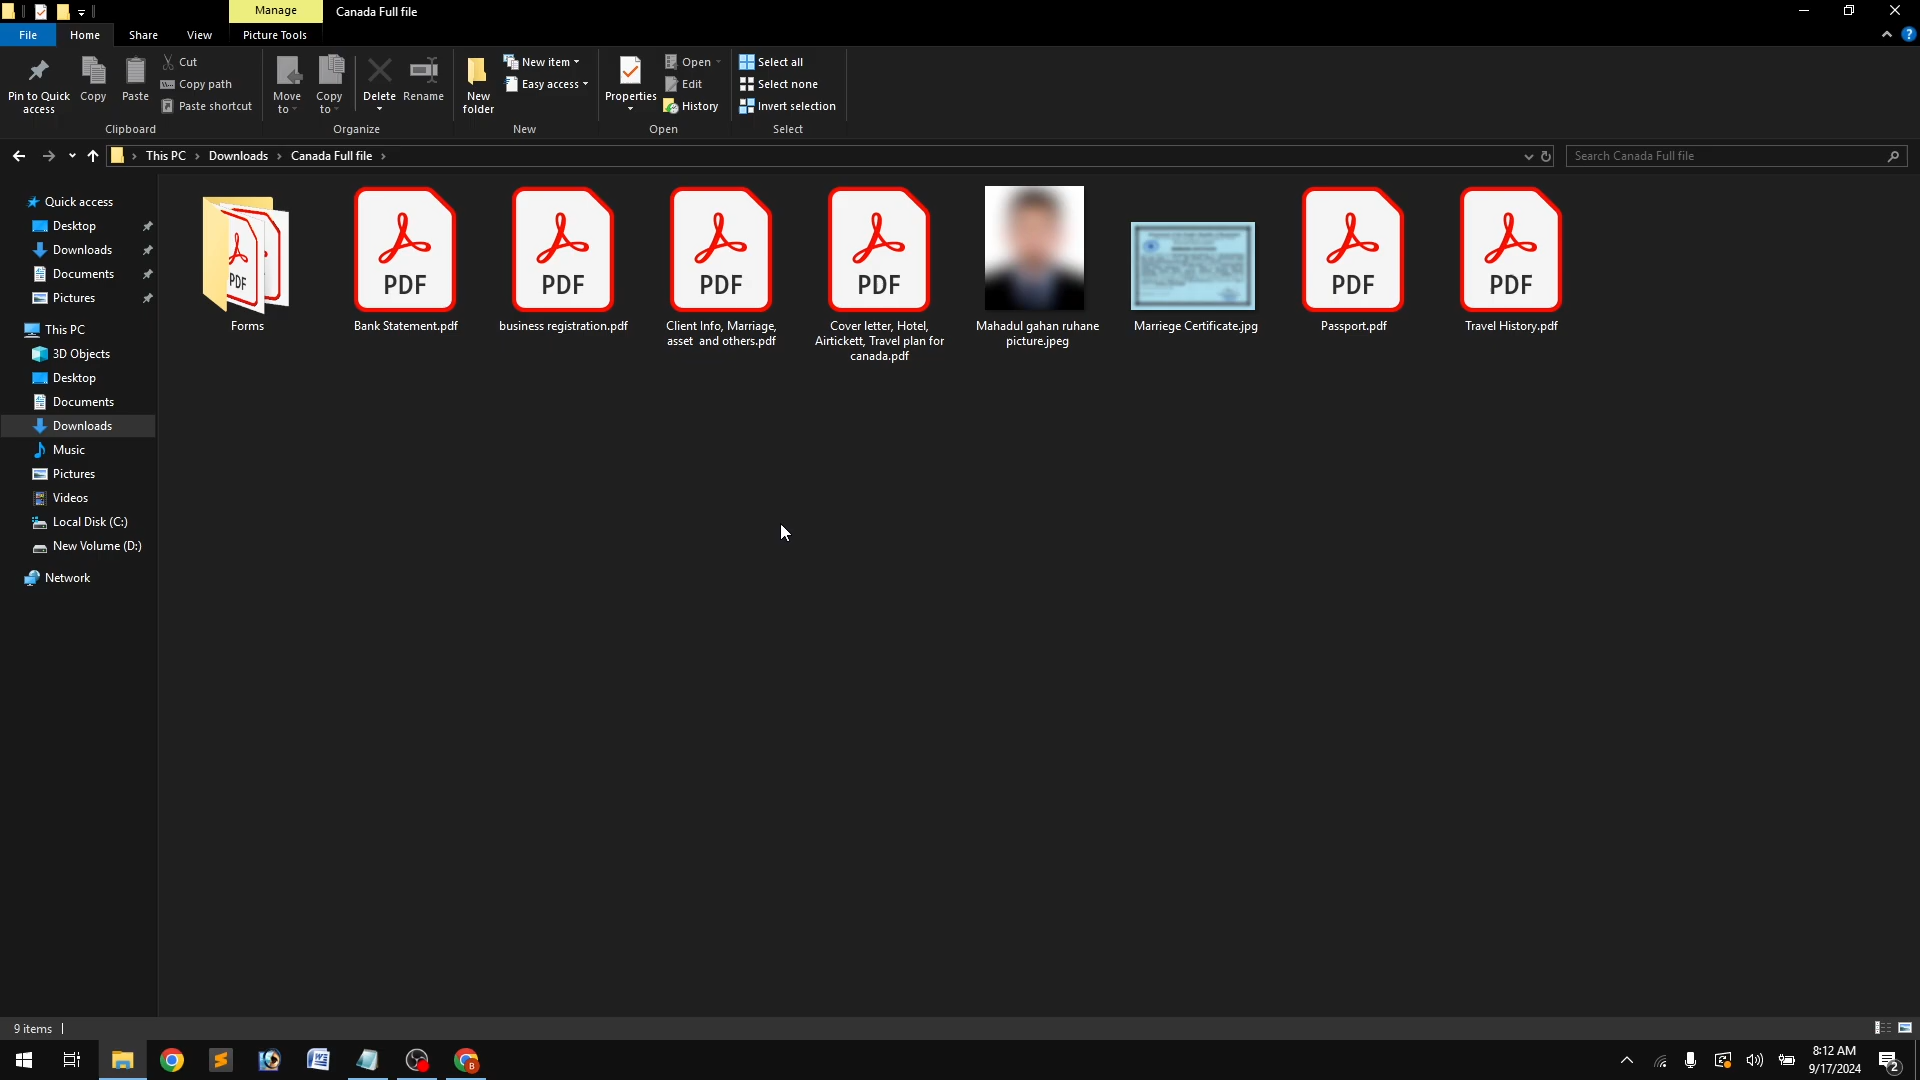 Manage
Canada Full file
File
Home
Share
View
Picture Tools
Pin to Quick
access
Copy
Paste
Cut
Copy path
Paste shortcut
Clipboard
Move
to
Copy
to
Delete
Rename
Organize
New
folder
New item
Easy access
New
Properties
Open
Edit
History
Open
Select all
Select none
Invert selection
Select
This PC
Downloads
Canada Full file
Search Canada Full file
Quick access
Desktop
Downloads
Documents
Pictures
This PC
3D Objects
Desktop
Documents
Downloads
Music
Pictures
Videos
Local Disk (C:)
New Volume (D:)
Network
PDF
Forms
PDF
Bank Statement.pdf
PDF
business registration.pdf
PDF
Client Info, Marriage,
asset and others.pdf
PDF
Cover letter, Hotel,
Airtickett, Travel plan for
canada.pdf
Mahadul gahan ruhane
picture.jpeg
Marriege Certificate.jpg
PDF
Passport.pdf
PDF
Travel History.pdf
9 items
B
8:12 AM
9/17/2024
2